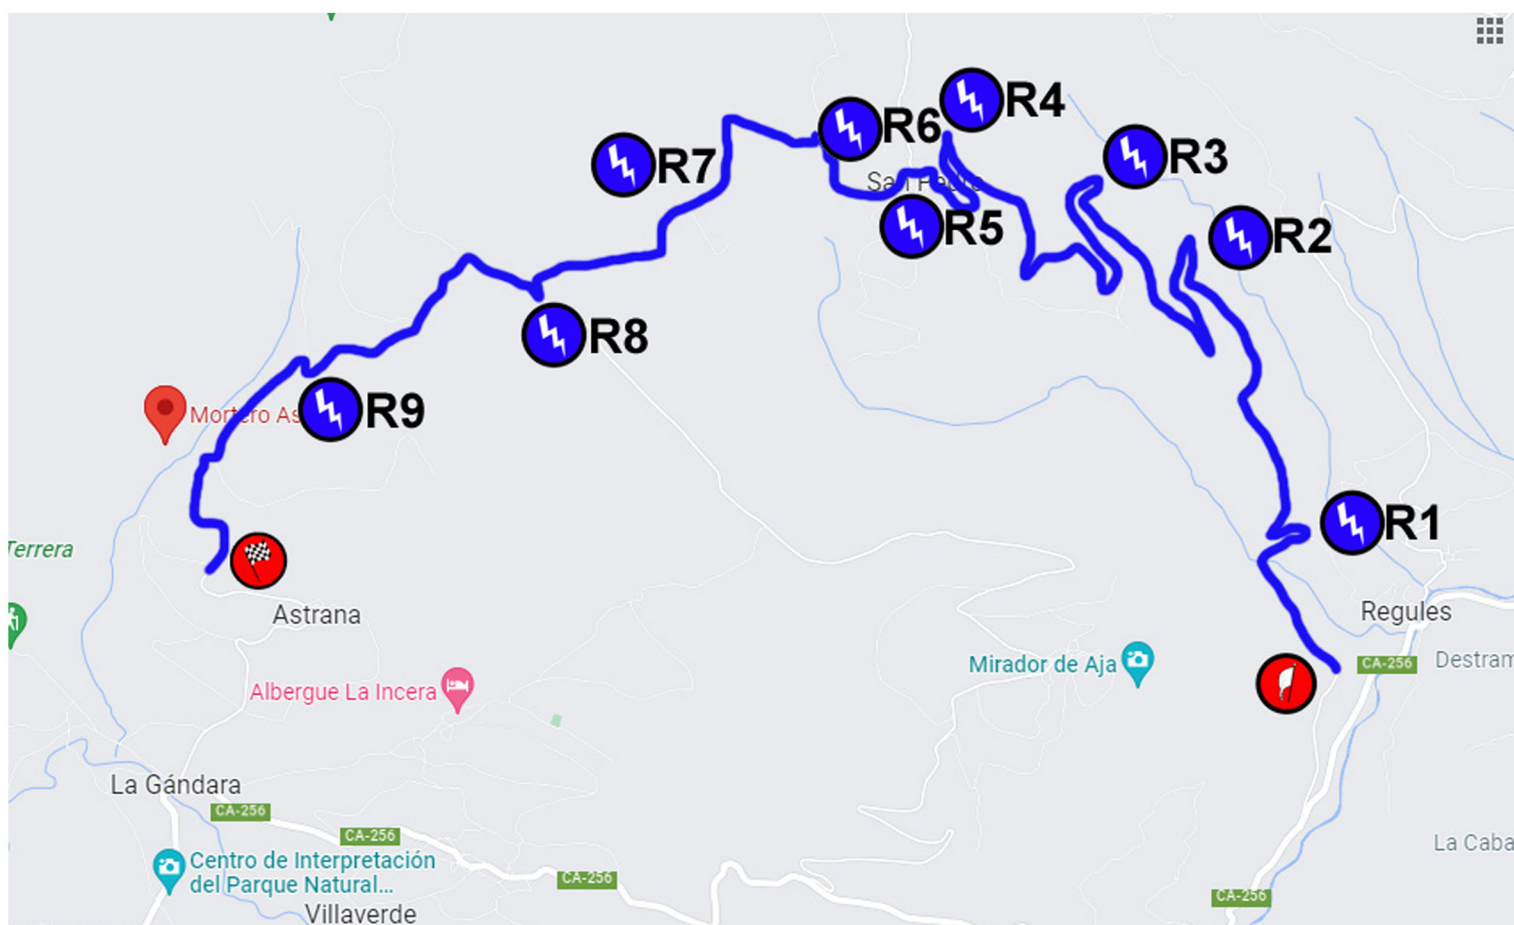 R4
R6
R3
R7
San Pedro
R5
R2
R8
Mortero As
R9
R1
Terrera
Astrana
Regules
Mirador de Aja
CA-256
Destram
Albergue La Incera
La Gándara
CA-256
CA-256
La Caba
Centro de Interpretación
del Parque Natural...
CA-256
CA-256
Villaverde